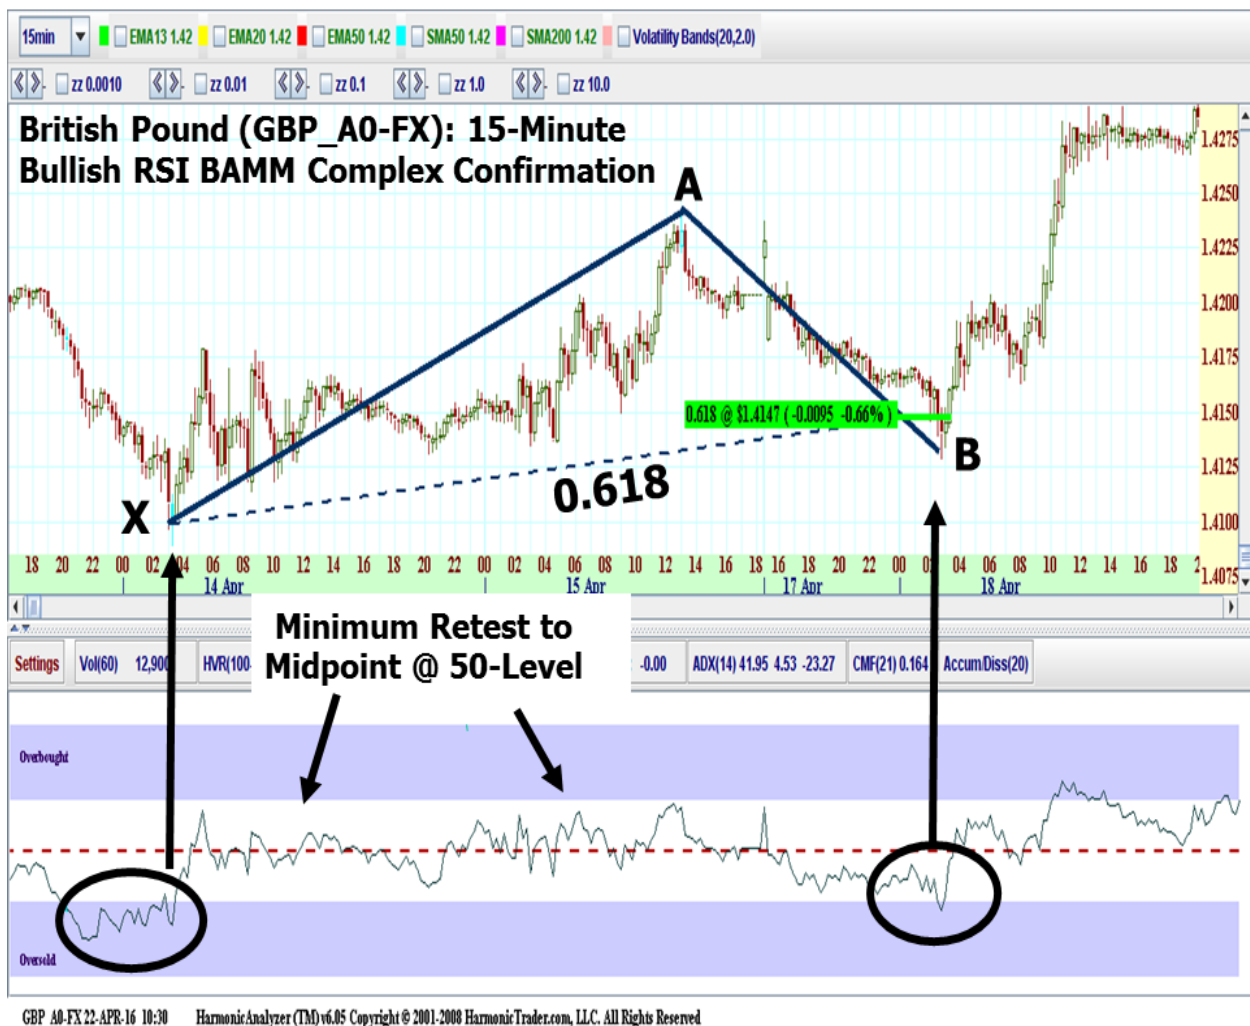 15min EMA13 1.42 EMA20 1.42 EMA50 1.42 SMA50 1.42 SMA200 1.42 Volatility Bands(20,2.0)
zz 0.0010 zz 0.01 zz 0.1 zz 1.0 zz 10.0
British Pound (GBP_A0-FX): 15-Minute
Bullish RSI BAMM Complex Confirmation
A
1.4275
1.4250
1.4225
1.4200
1.4175
1.4150
1.4125
1.4100
1.4075
0.618 @ $1.4147 ( -0.0095 -0.66% )
B
0.618
X
18 20 22 00 02 04 06 08 10 12 14 16 18 20 22 00 02 04 06 08 10 12 14 16 18 16 18 20 22 00 04 06 08 10 12 14 16 18
14 Apr 15 Apr 17 Apr 18 Apr
Minimum Retest to
Midpoint @ 50-Level
Settings Vol(60) 12,900 HVR(100- -0.00 ADX(14) 41.95 4.53 -23.27 CMF(21) 0.164 Accum/Diss(20)
Overbought
Oversold
GBP A0-FX 22-APR-16 10:30 HarmonicAnalyzer (TM) v6.05 Copyright © 2001-2008 HarmonicTrader.com, LLC. All Rights Reserved